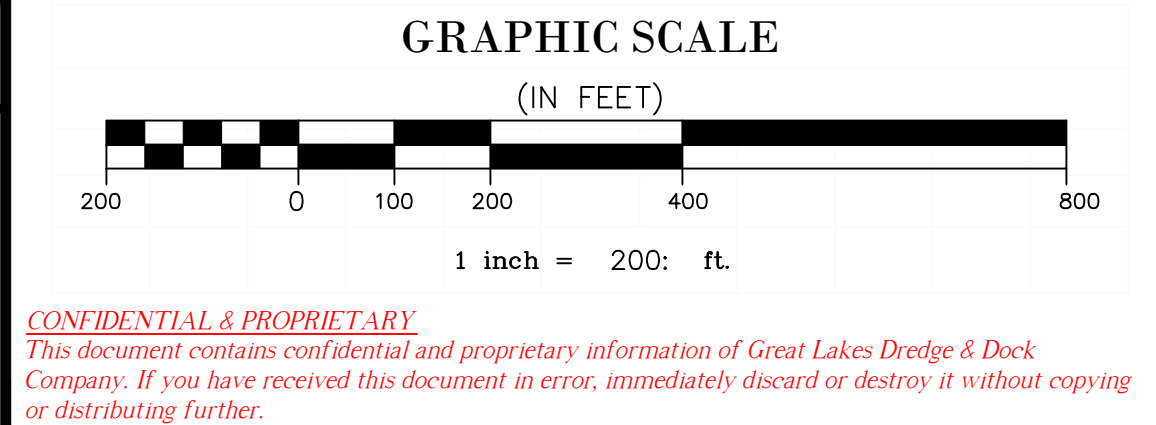 GRAPHIC SCALE
(IN FEET)
200 0 100 200 400 800
1 inch = 200: ft.
CONFIDENTIAL & PROPRIETARY
This document contains confidential and proprietary information of Great Lakes Dredge & Dock
Company. If you have received this document in error, immediately discard or destroy it without copying
or distributing further.